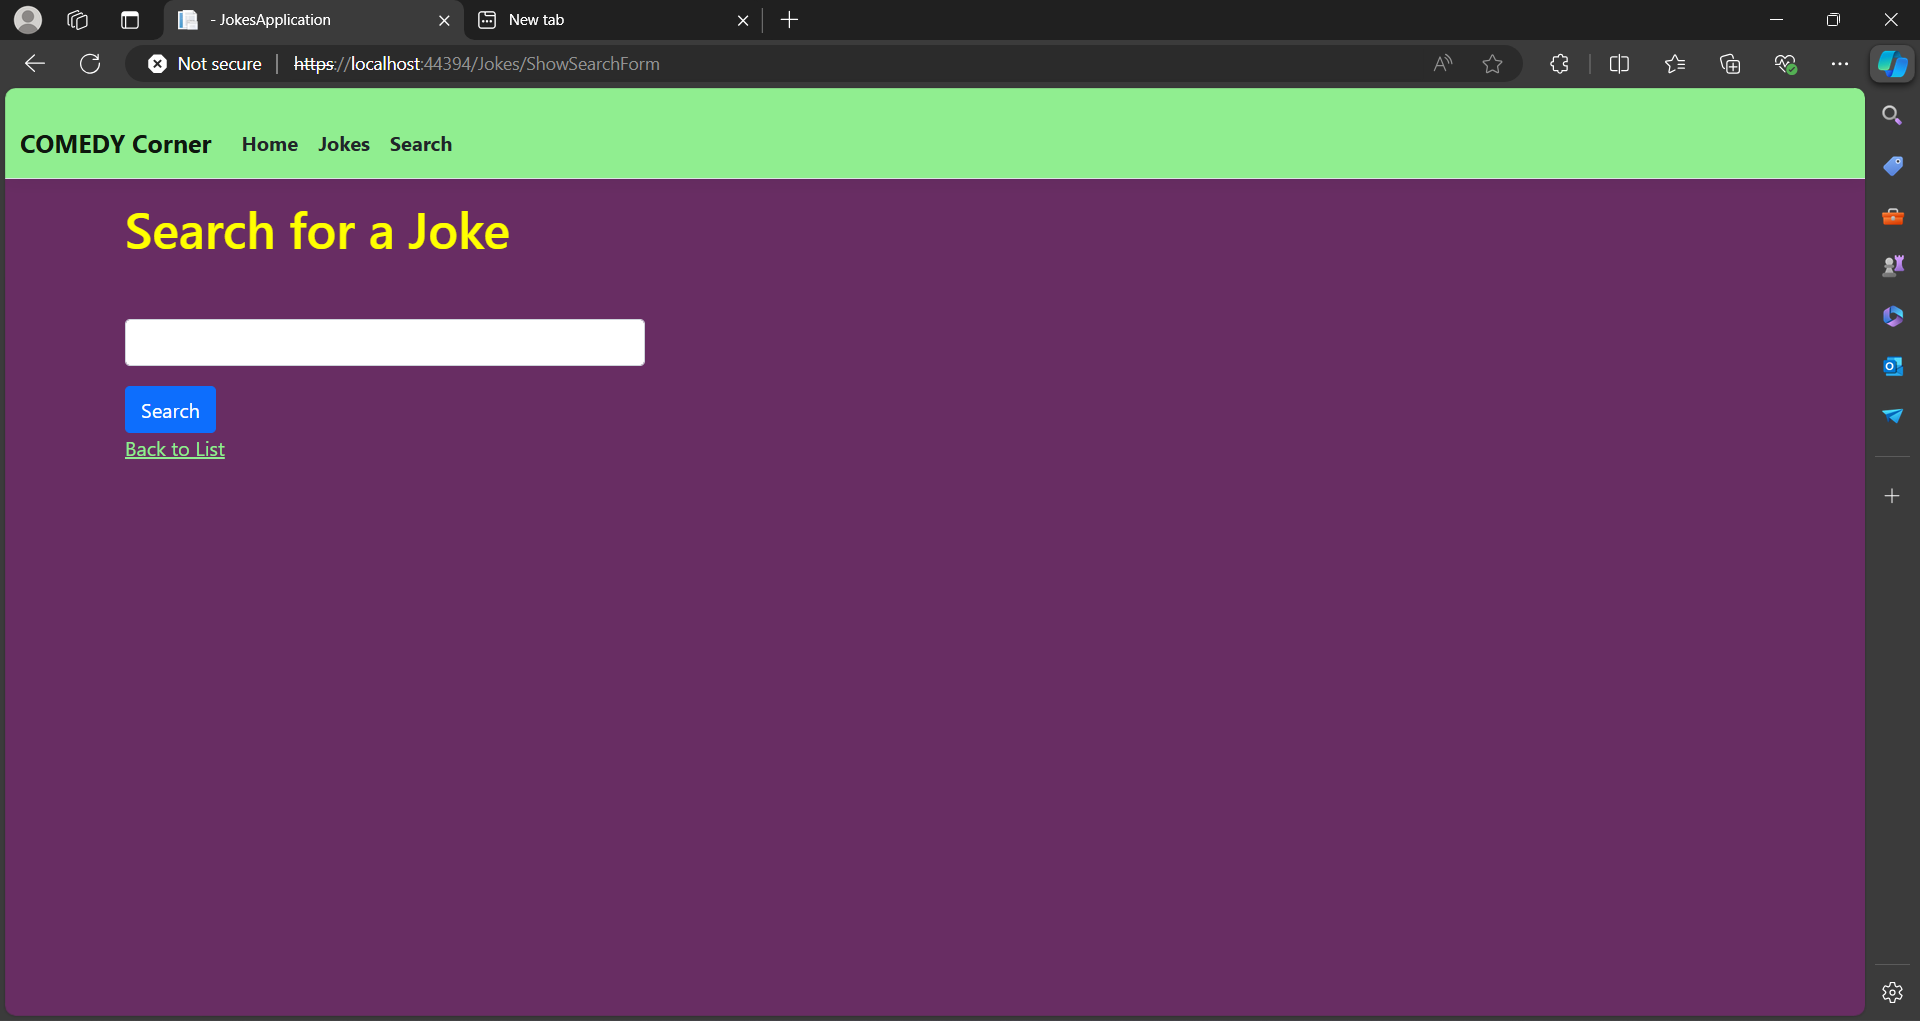 - JokesApplication
New tab
Not secure
https://localhost:44394/Jokes/ShowSearchForm
COMEDY Corner Home Jokes Search
Search for a Joke
Search
Back to List